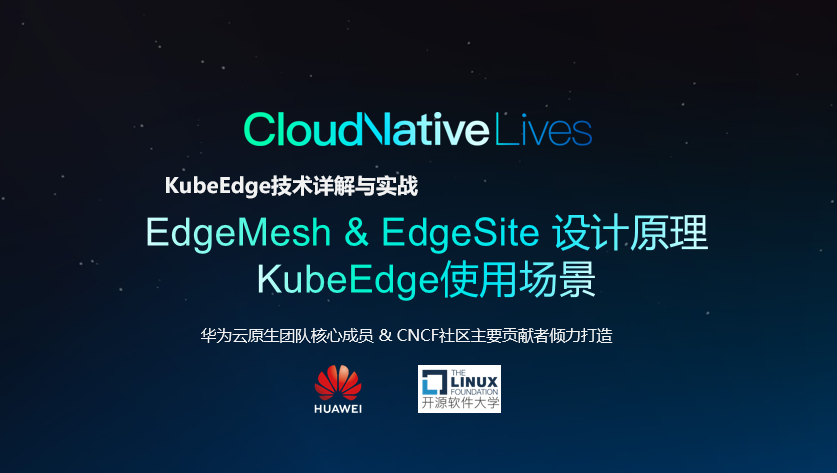 CloudNative Lives
KubeEdge技术详解与实战
EdgeMesh & EdgeSite 设计原理
KubeEdge使用场景
华为云原生团队核心成员 & CNCF社区主要贡献者倾力打造
HUAWEI
THE
LINUX
FOUNDATION
开源软件大学